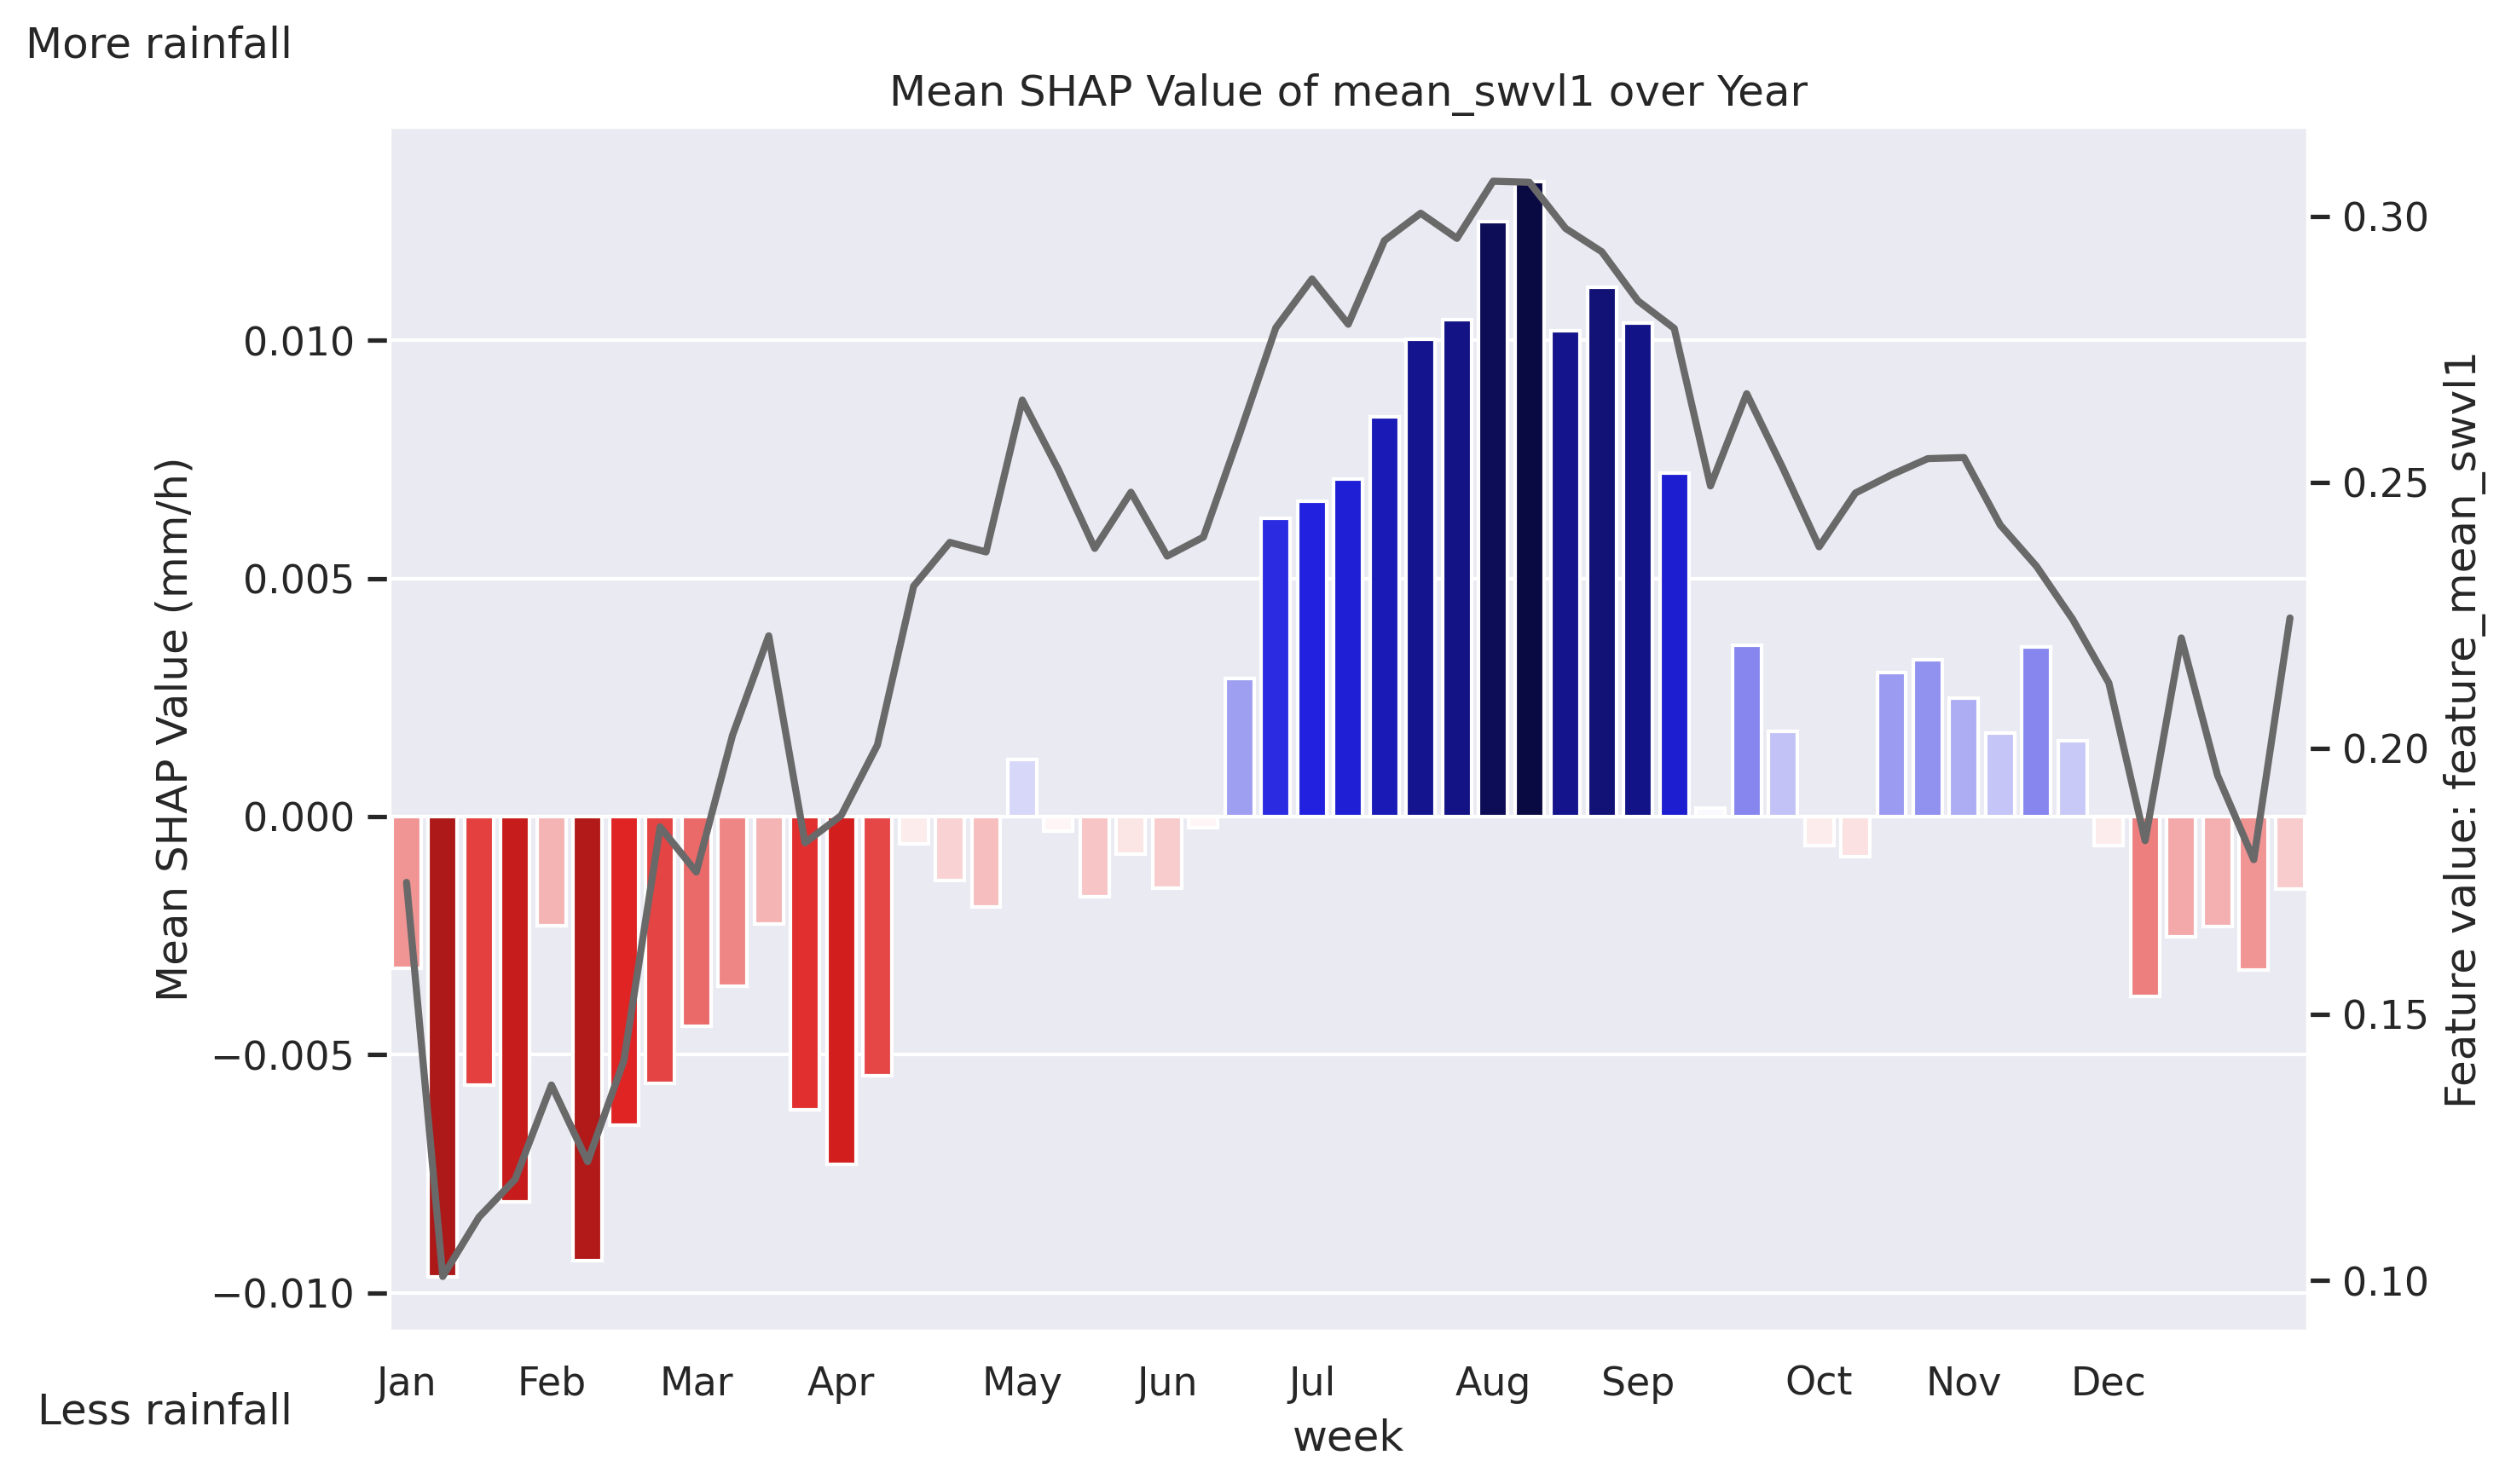 More rainfall
Mean SHAP Value of mean_swvl1 over Year
Mean SHAP Value (mm/h)
0.010
0.005
0.000
−0.005
−0.010
0.30
0.25
0.20
0.15
0.10
Feature value: feature_mean_swvl1
Jan Feb Mar Apr May Jun Jul Aug Sep Oct Nov Dec
Less rainfall
week